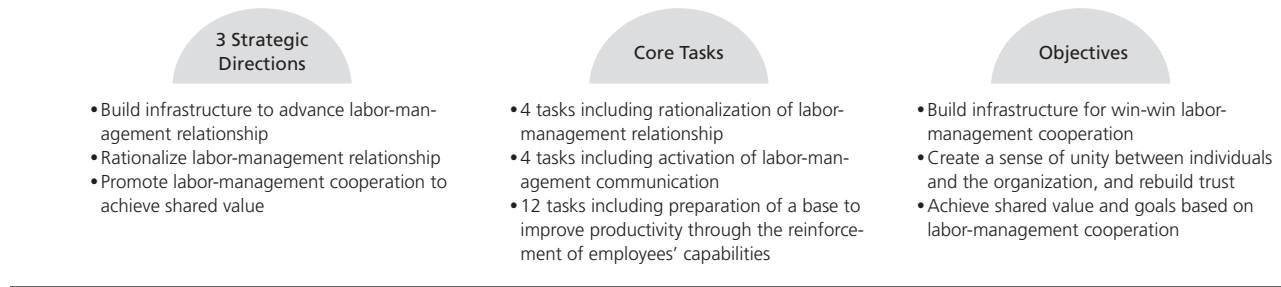 3 Strategic
Directions
• Build infrastructure to advance labor-man-
agement relationship
• Rationalize labor-management relationship
• Promote labor-management cooperation to
achieve shared value
Core Tasks
• 4 tasks including rationalization of labor-
management relationship
• 4 tasks including activation of labor-man-
agement communication
• 12 tasks including preparation of a base to
improve productivity through the reinforce-
ment of employees’ capabilities
Objectives
• Build infrastructure for win-win labor-
management cooperation
• Create a sense of unity between individuals
and the organization, and rebuild trust
• Achieve shared value and goals based on
labor-management cooperation